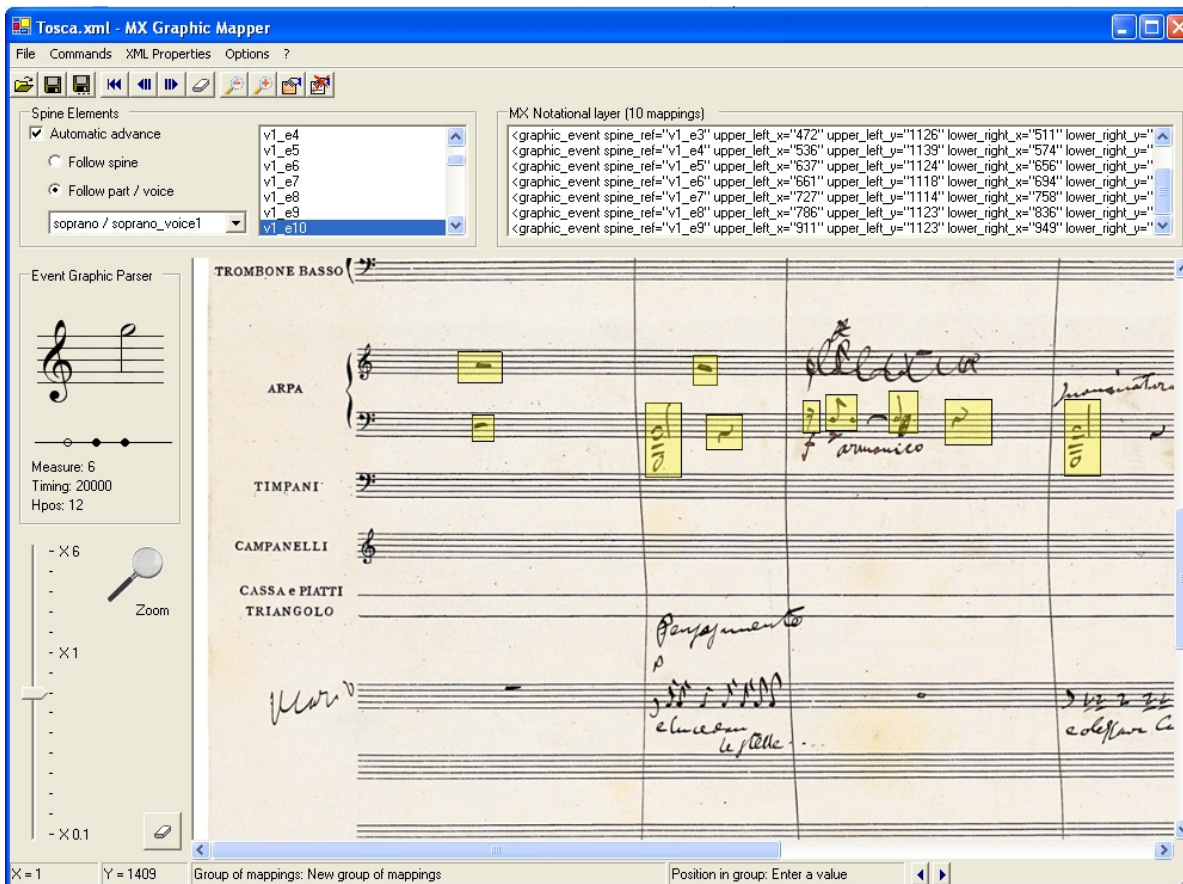 Tosca.xml - MX Graphic Mapper
File Commands XML Properties Options ?
Spine Elements
Automatic advance
Follow spine
Follow part / voice
soprano / soprano_voice1
v1_e4
v1_e5
v1_e6
v1_e7
v1_e8
v1_e9
v1_e10
MX Notational layer (10 mappings)
<graphic_event spine_ref="v1_e3" upper_left_x="472" upper_left_y="1126" lower_right_x="511" lower_right_y="
<graphic_event spine_ref="v1_e4" upper_left_x="536" upper_left_y="1139" lower_right_x="574" lower_right_y="
<graphic_event spine_ref="v1_e5" upper_left_x="637" upper_left_y="1124" lower_right_x="656" lower_right_y="
<graphic_event spine_ref="v1_e6" upper_left_x="661" upper_left_y="1118" lower_right_x="694" lower_right_y="
<graphic_event spine_ref="v1_e7" upper_left_x="727" upper_left_y="1114" lower_right_x="758" lower_right_y="
<graphic_event spine_ref="v1_e8" upper_left_x="786" upper_left_y="1123" lower_right_x="836" lower_right_y="
<graphic_event spine_ref="v1_e9" upper_left_x="911" upper_left_y="1123" lower_right_x="949" lower_right_y="
Event Graphic Parser
Measure: 6
Timing: 20000
Hpos: 12
- X 6
Zoom
- X 1
- X 0.1
TROMBONE BASSO
ARPA
f armonico
TIMPANI
CAMPANELLI
CASSA e PIATTI
TRIANGOLO
p
e lucevan
le stelle ....
X = 1
Y = 1409
Group of mappings: New group of mappings
Position in group: Enter a value